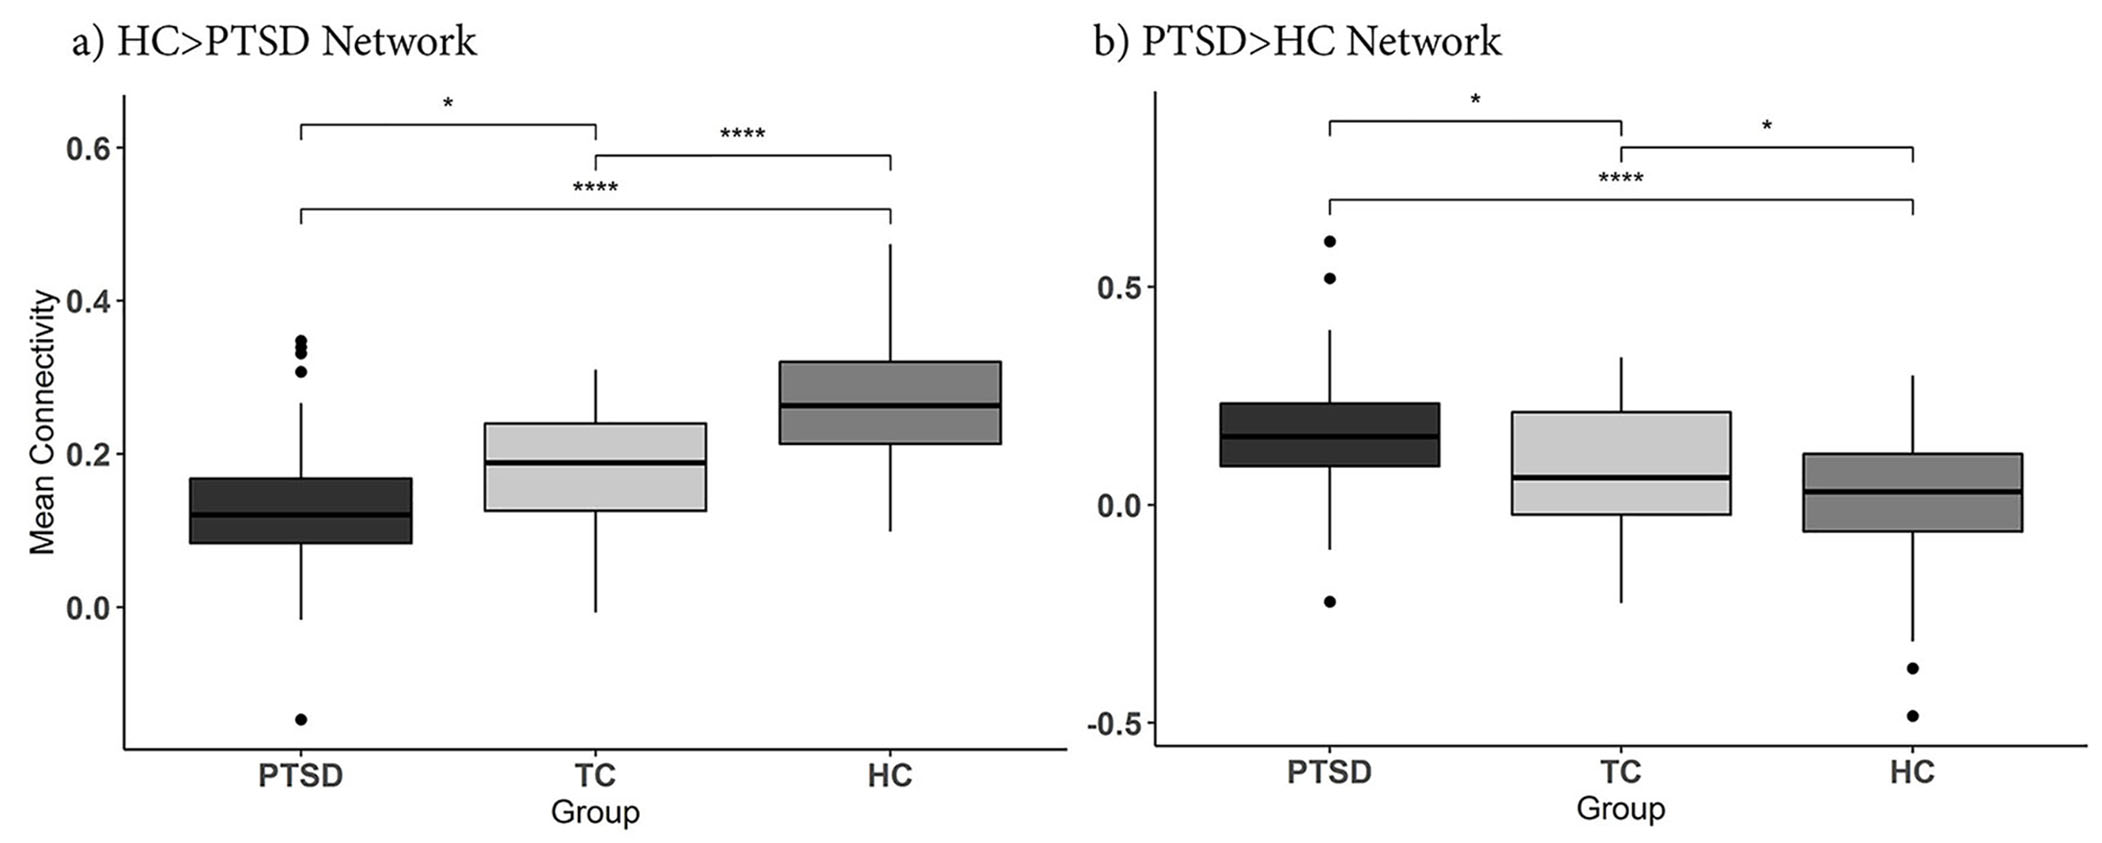 a) HC>PTSD Network
*
****
****
0.6
0.4
0.2
0.0
Mean Connectivity
PTSD TC HC
Group
b) PTSD>HC Network
*
*
****
0.5
0.0
-0.5
PTSD TC HC
Group